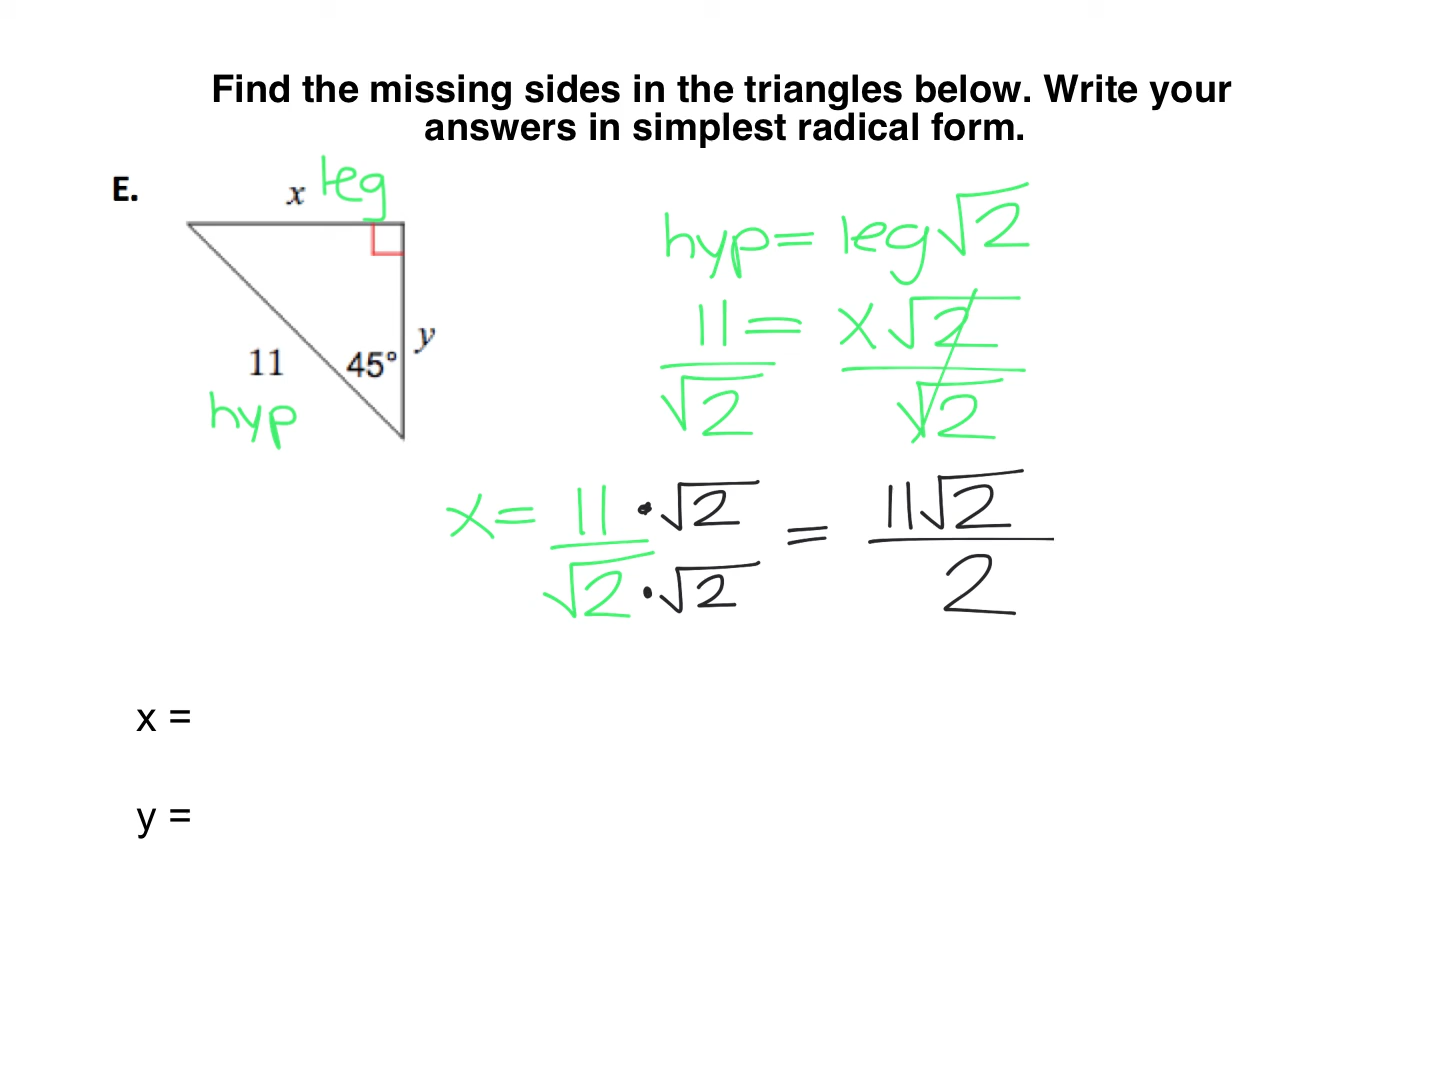 Find the missing sides in the triangles below. Write your
answers in simplest radical form.
E.
x leg
hyp = leg√2
11 = x√2
√2 √2
y
11
45°
hyp
x = 11 • √2 = 11√2
√2 • √2 2
x =
y =